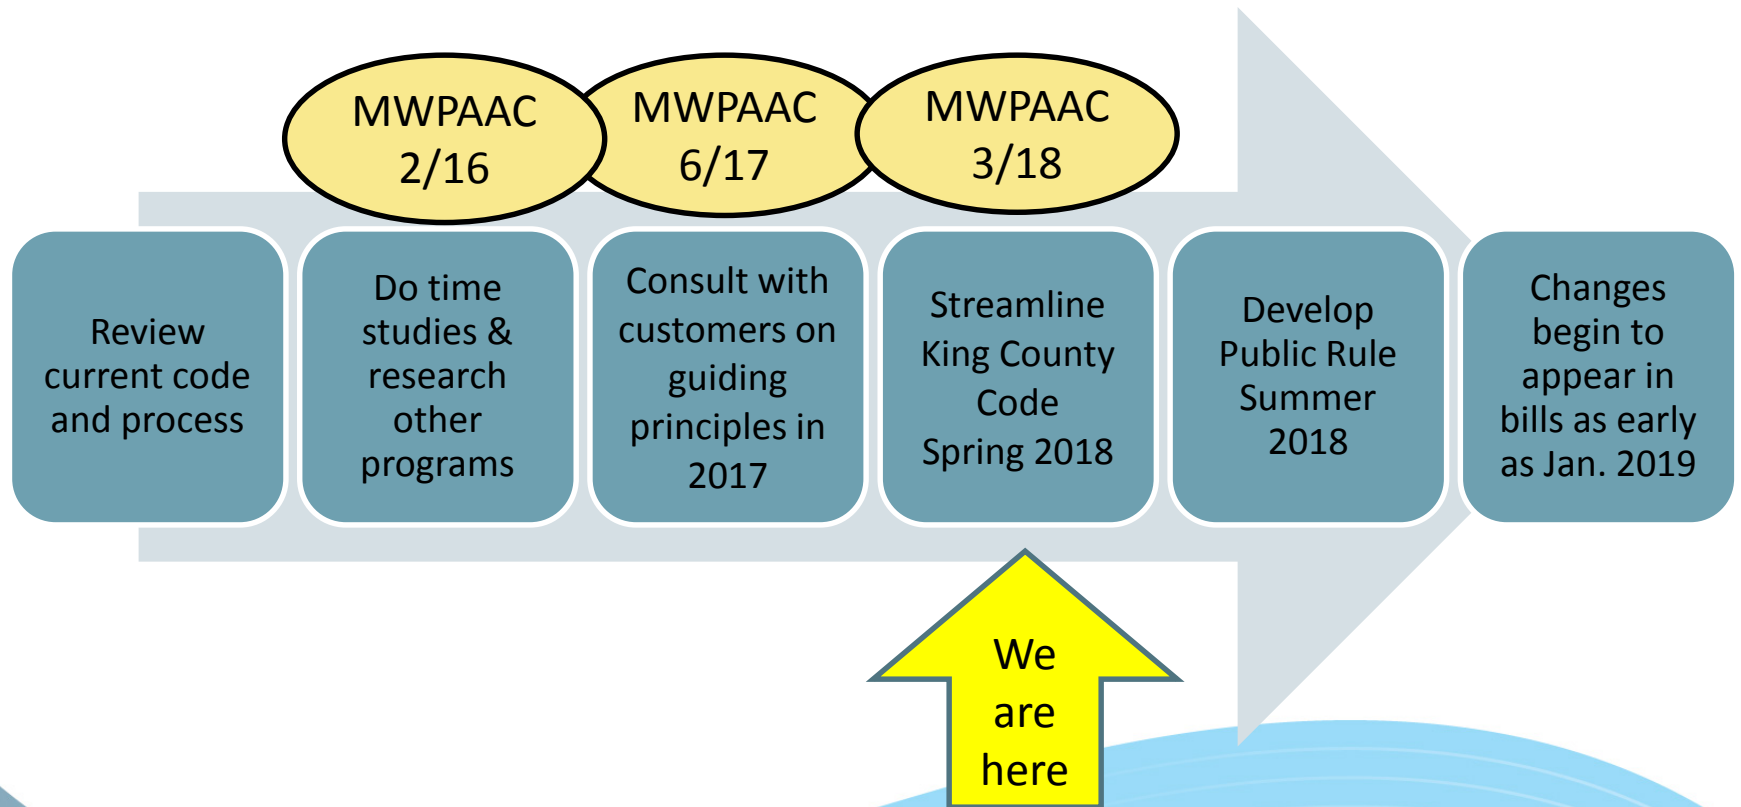 MWPAAC
2/16
MWPAAC
6/17
MWPAAC
3/18
Review
current code
and process
Do time
studies &
research
other
programs
Consult with
customers on
guiding
principles in
2017
Streamline
King County
Code
Spring 2018
Develop
Public Rule
Summer
2018
Changes
begin to
appear in
bills as early
as Jan. 2019
We
are
here